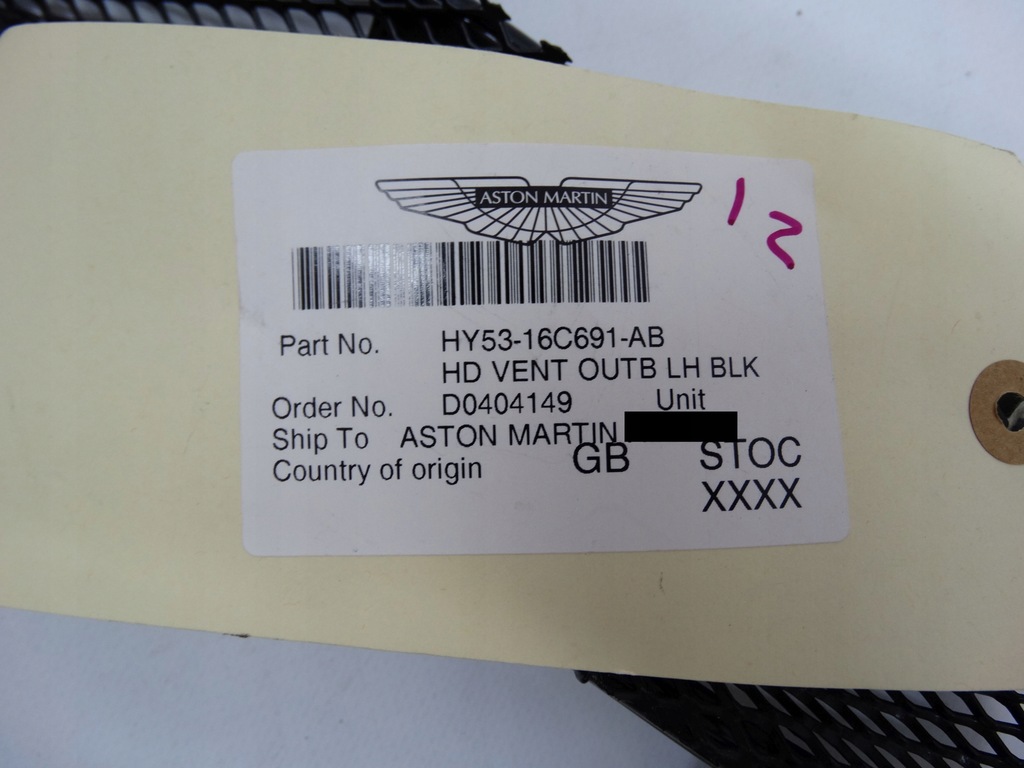 ASTON MARTIN
12
Part No. HY53-16C691-AB
HD VENT OUTB LH BLK
Order No. D0404149 Unit
Ship To ASTON MARTIN
Country of origin GB STOC
XXXX